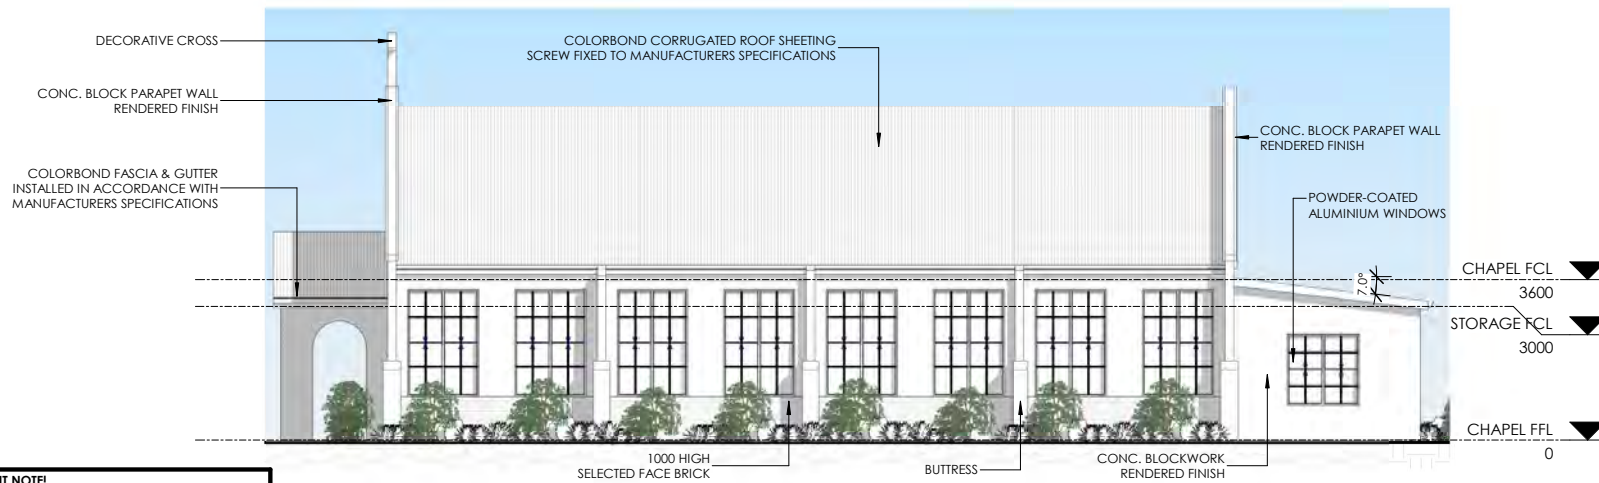 DECORATIVE CROSS
CONC. BLOCK PARAPET WALL
RENDERED FINISH
COLORBOND FASCIA & GUTTER
INSTALLED IN ACCORDANCE WITH
MANUFACTURERS SPECIFICATIONS
COLORBOND CORRUGATED ROOF SHEETING
SCREW FIXED TO MANUFACTURERS SPECIFICATIONS
CONC. BLOCK PARAPET WALL
RENDERED FINISH
POWDER-COATED
ALUMINIUM WINDOWS
7.0°
CHAPEL FCL
3600
STORAGE FCL
3000
CHAPEL FFL
0
1000 HIGH
SELECTED FACE BRICK
BUTTRESS
CONC. BLOCKWORK
RENDERED FINISH
NOTE!